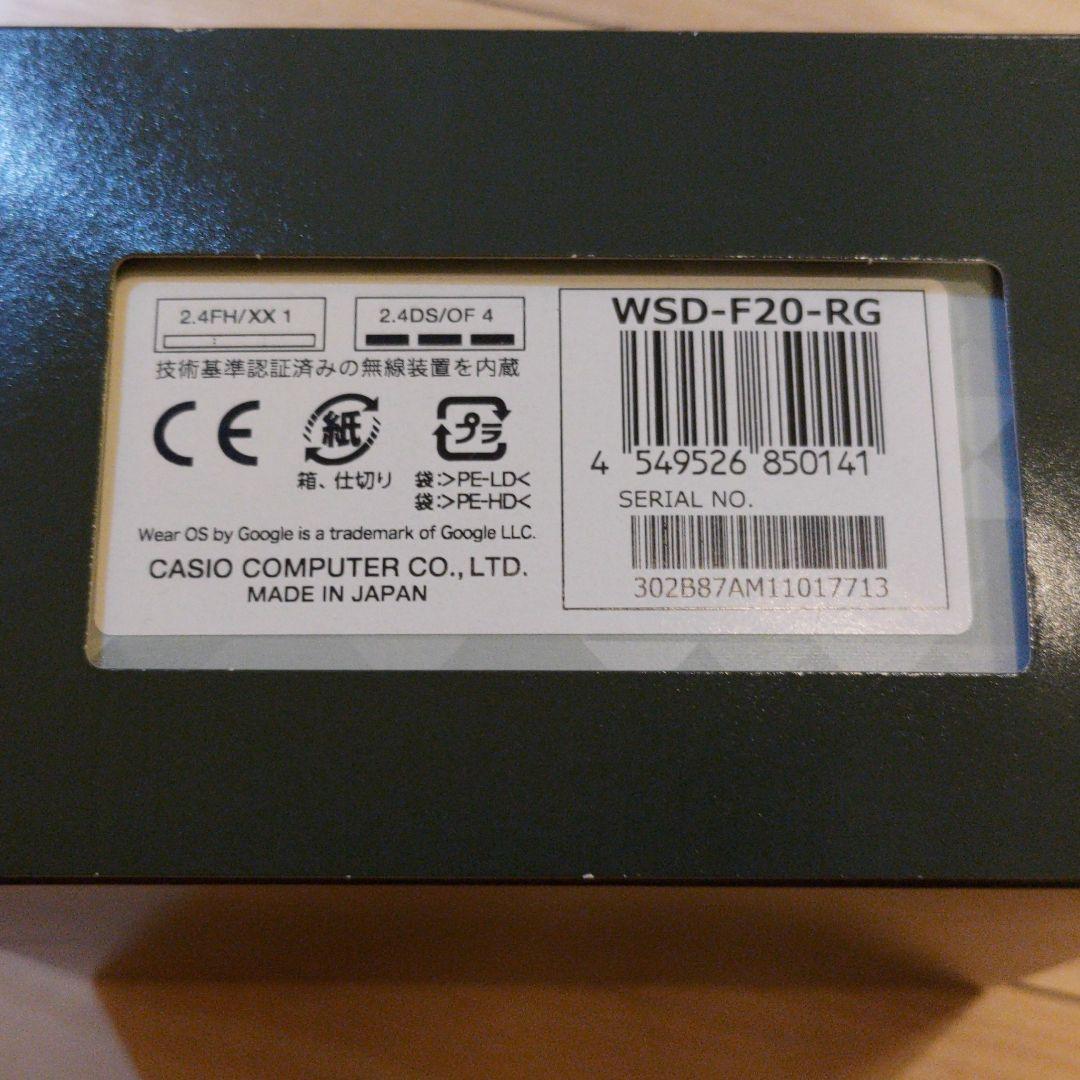 2.4FH/XX 1
2.4DS/OF 4
技術基準認証済みの無線装置を内蔵
CE
紙
プラ
箱、仕切り
袋:>PE-LD<
袋:>PE-HD<
Wear OS by Google is a trademark of Google LLC.
CASIO COMPUTER CO., LTD.
MADE IN JAPAN
WSD-F20-RG
4 549526 850141
SERIAL NO.
302B87AM11017713